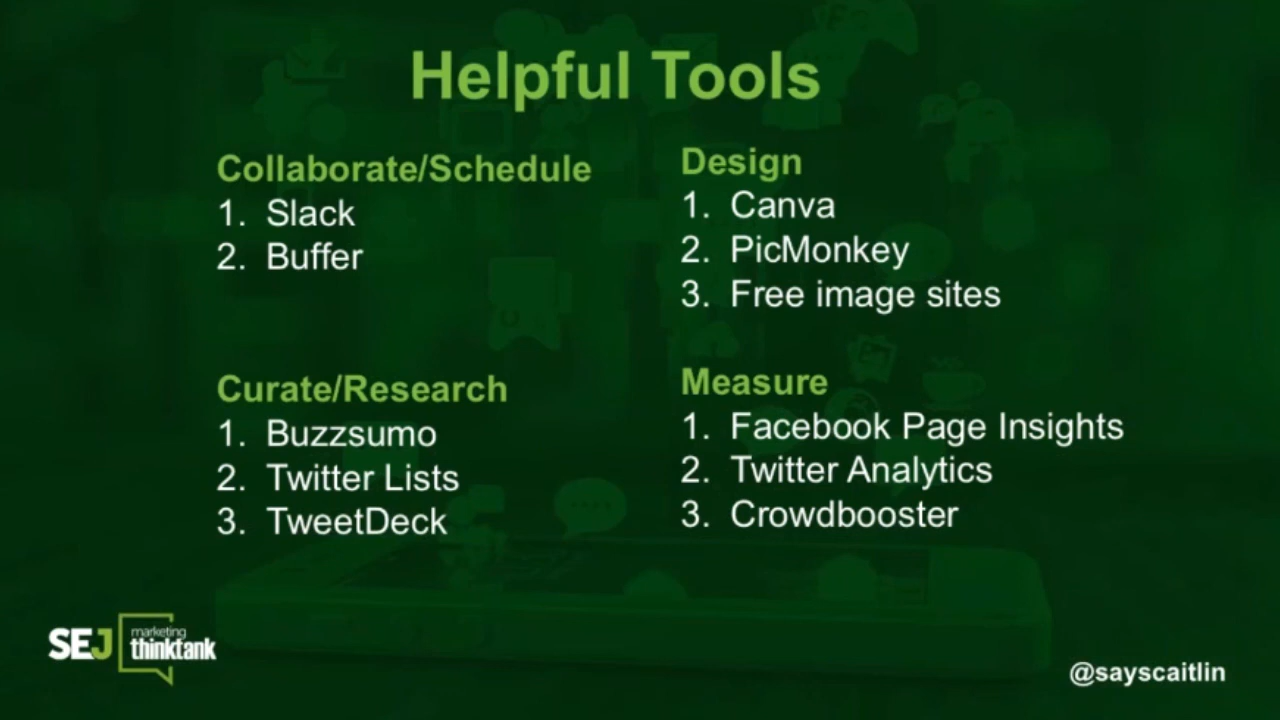 Helpful Tools
Collaborate/Schedule
1. Slack
2. Buffer
Design
1. Canva
2. PicMonkey
3. Free image sites
Curate/Research
1. Buzzsumo
2. Twitter Lists
3. TweetDeck
Measure
1. Facebook Page Insights
2. Twitter Analytics
3. Crowdbooster
SEJ
marketing
thinktank
@sayscaitlin